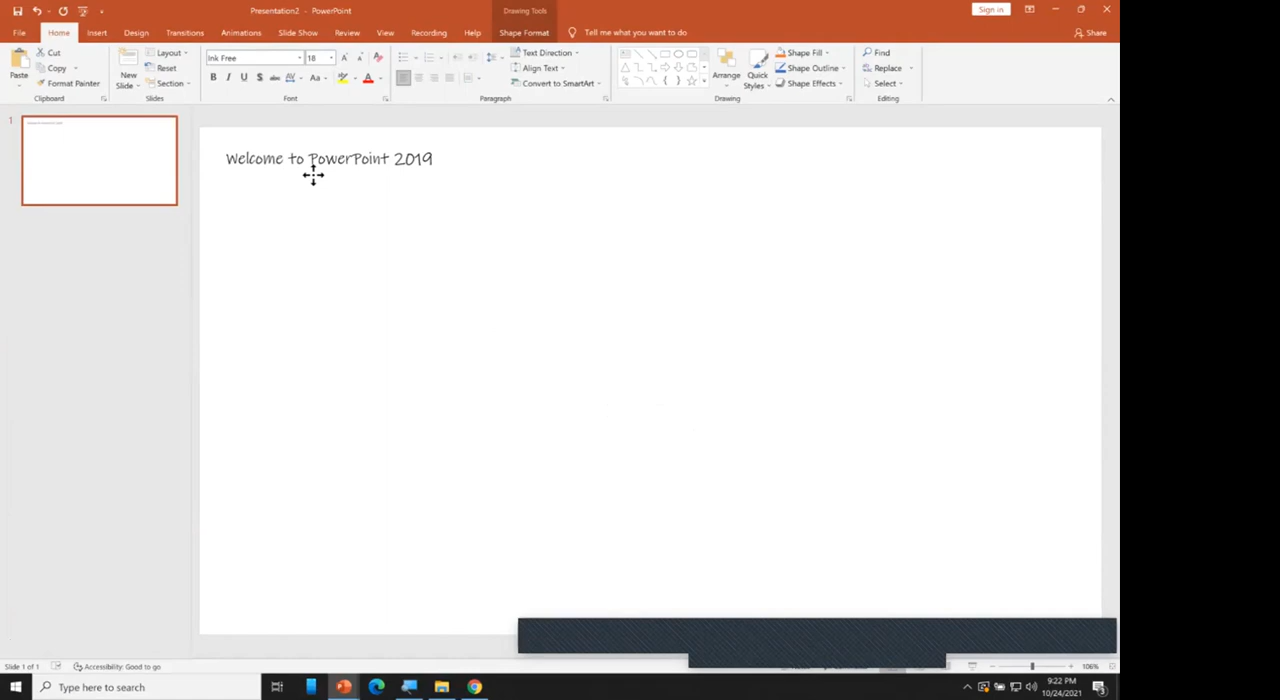 Presentation2 - PowerPoint
Drawing Tools
Sign in
File Home Insert Design Transitions Animations Slide Show Review View Recording Help Shape Format Tell me what you want to do Share
Paste
Cut
Copy
Format Painter
Clipboard
New
Slide
Layout
Reset
Section
Slides
Ink Free 18
B I U S abc AV Aa A
Font
Text Direction
Align Text
Convert to SmartArt
Paragraph
Arrange
Quick
Styles
Shape Fill
Shape Outline
Shape Effects
Drawing
Find
Replace
Select
Editing
1
Welcome to PowerPoint 2019
Slide 1 of 1 Accessibility: Good to go 106%
Type here to search
9:22 PM
10/24/2021
3